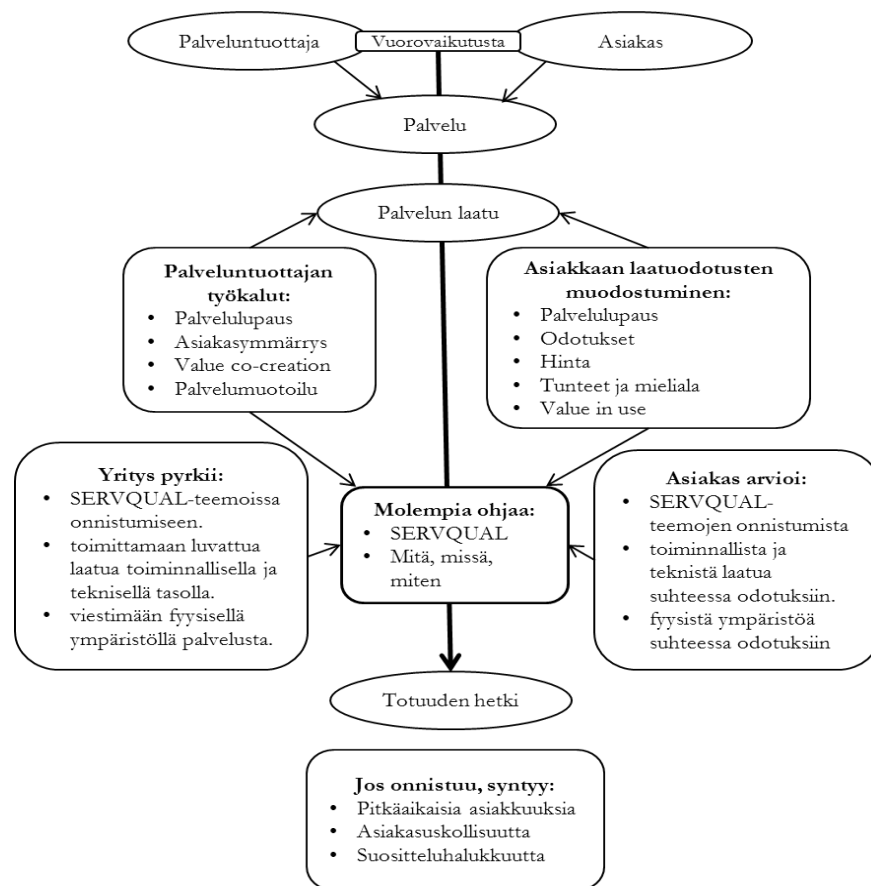 Palveluntuottaja
Vuorovaikutusta
Asiakas
Palvelu
Palvelun laatu
Palveluntuottajan
työkalut:
• Palvelulupaus
• Asiakasymmärrys
• Value co-creation
• Palvelumuotoilu
Asiakkaan laatuodotusten
muodostuminen:
• Palvelulupaus
• Odotukset
• Hinta
• Tunteet ja mieliala
• Value in use
Yritys pyrkii:
• SERVQUAL-teemoissa
onnistumiseen.
• toimittamaan luvattua
laatua toiminnallisella ja
teknisellä tasolla.
• viestimään fyysisellä
ympäristöllä palvelusta.
Molempia ohjaa:
• SERVQUAL
• Mitä, missä,
miten
Asiakas arvioi:
• SERVQUAL-
teemojen onnistumista
• toiminnallista ja
teknistä laatua
suhteessa odotuksiin.
• fyysistä ympäristöä
suhteessa odotuksiin
Totuuden hetki
Jos onnistuu, syntyy:
• Pitkäaikaisia asiakkuuksia
• Asiakasuskollisuutta
• Suositteluhalukkuutta